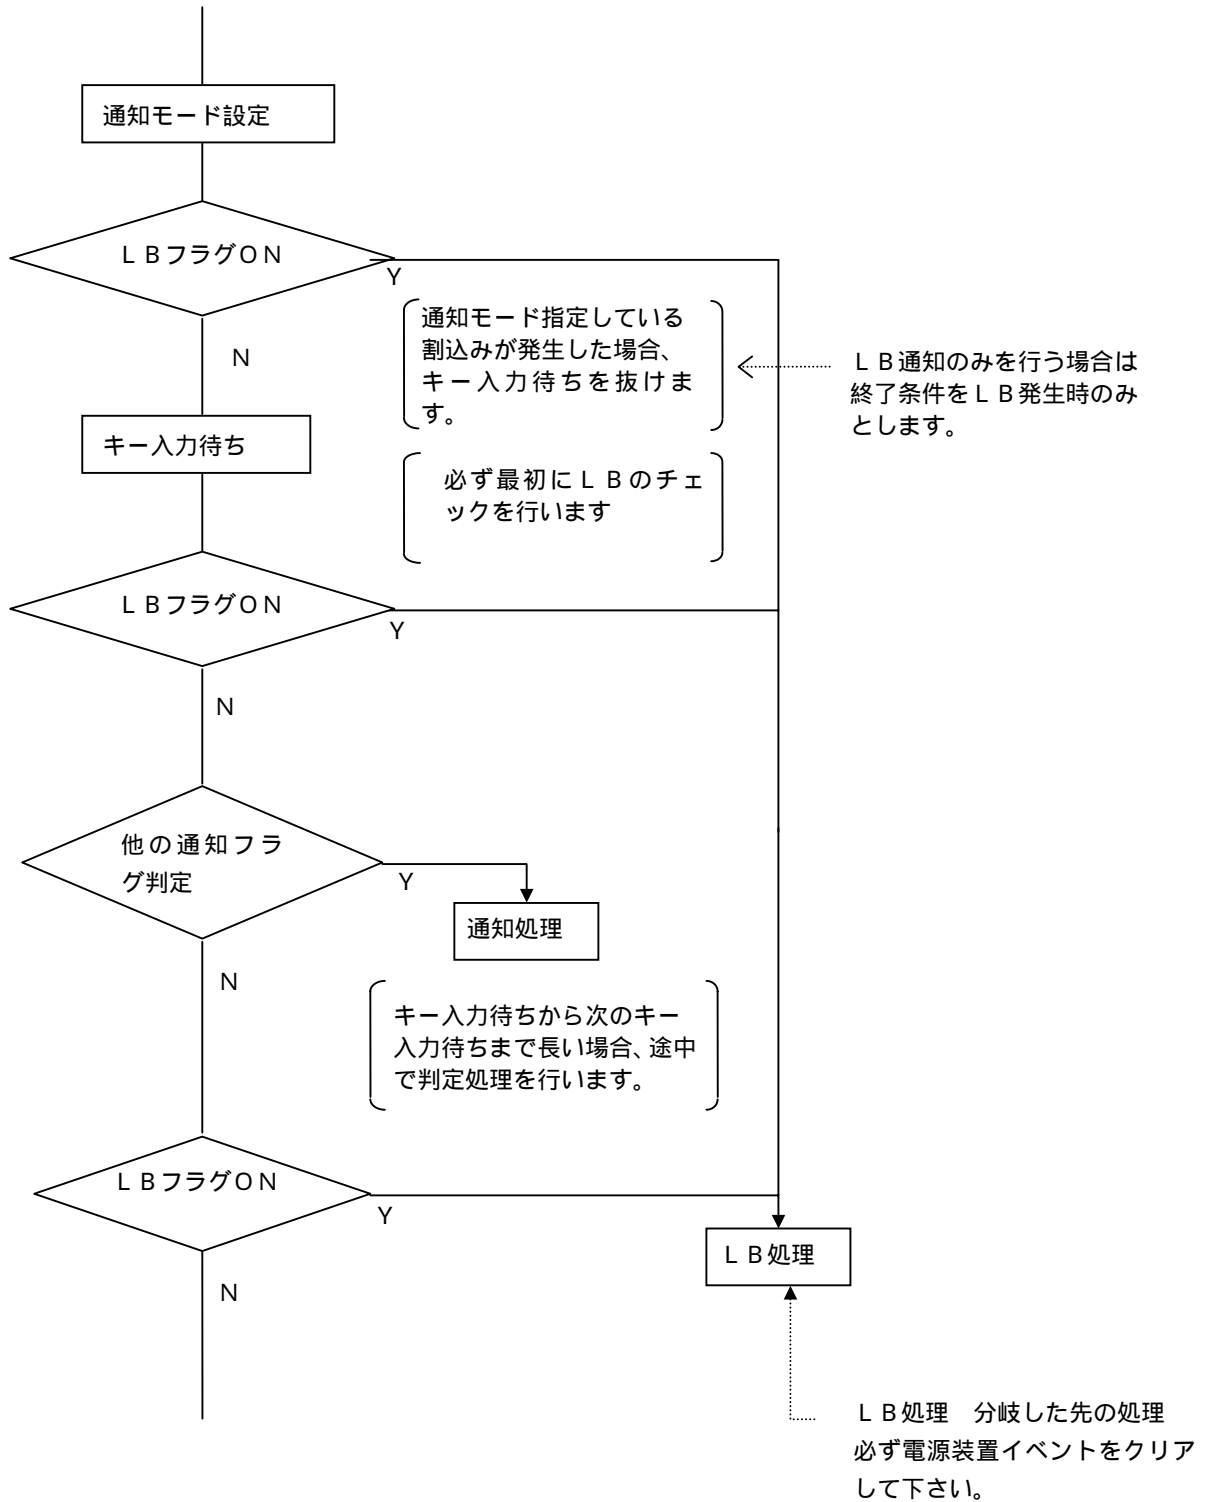 通知モード設定
ＬＢフラグＯＮ
Ｙ
Ｎ
通知モード指定している
割込みが発生した場合、
キー入力待ちを抜けま
す。
ＬＢ通知のみを行う場合は
終了条件をＬＢ発生時のみ
とします。
キー入力待ち
必ず最初にＬＢのチェ
ックを行います
ＬＢフラグＯＮ
Ｙ
Ｎ
他の通知フラ
グ判定
Ｙ
通知処理
Ｎ
キー入力待ちから次のキー
入力待ちまで長い場合、途中
で判定処理を行います。
ＬＢフラグＯＮ
Ｙ
ＬＢ処理
Ｎ
ＬＢ処理　分岐した先の処理
必ず電源装置イベントをクリア
して下さい。